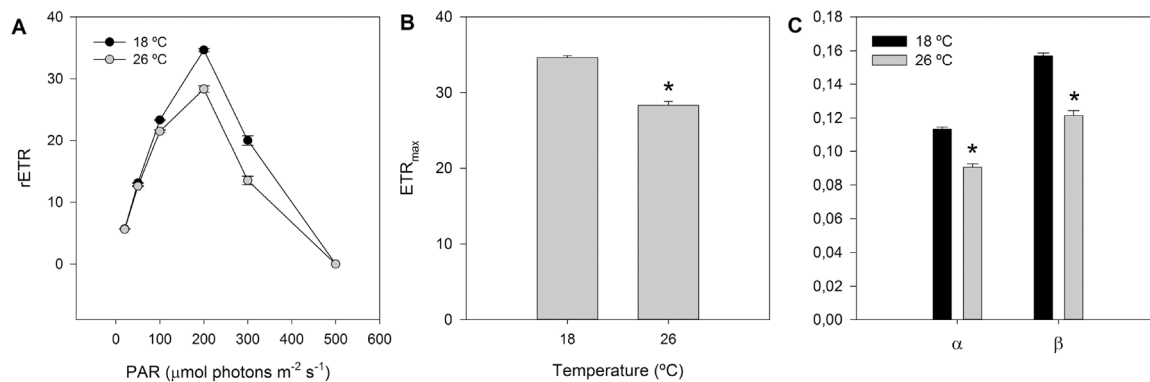 A
18 ºC
26 ºC
rETR
40
30
20
10
0
0 100 200 300 400 500 600
PAR (μmol photons m⁻² s⁻¹)
B
ETRmax
40
30
20
10
0
*
18 26
Temperature (ºC)
C
18 ºC
26 ºC
0,18
0,16
0,14
0,12
0,10
0,08
0,06
0,04
0,02
0,00
*
*
α β